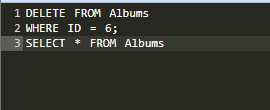 1 DELETE FROM Albums
2 WHERE ID = 6;
3 SELECT * FROM Albums